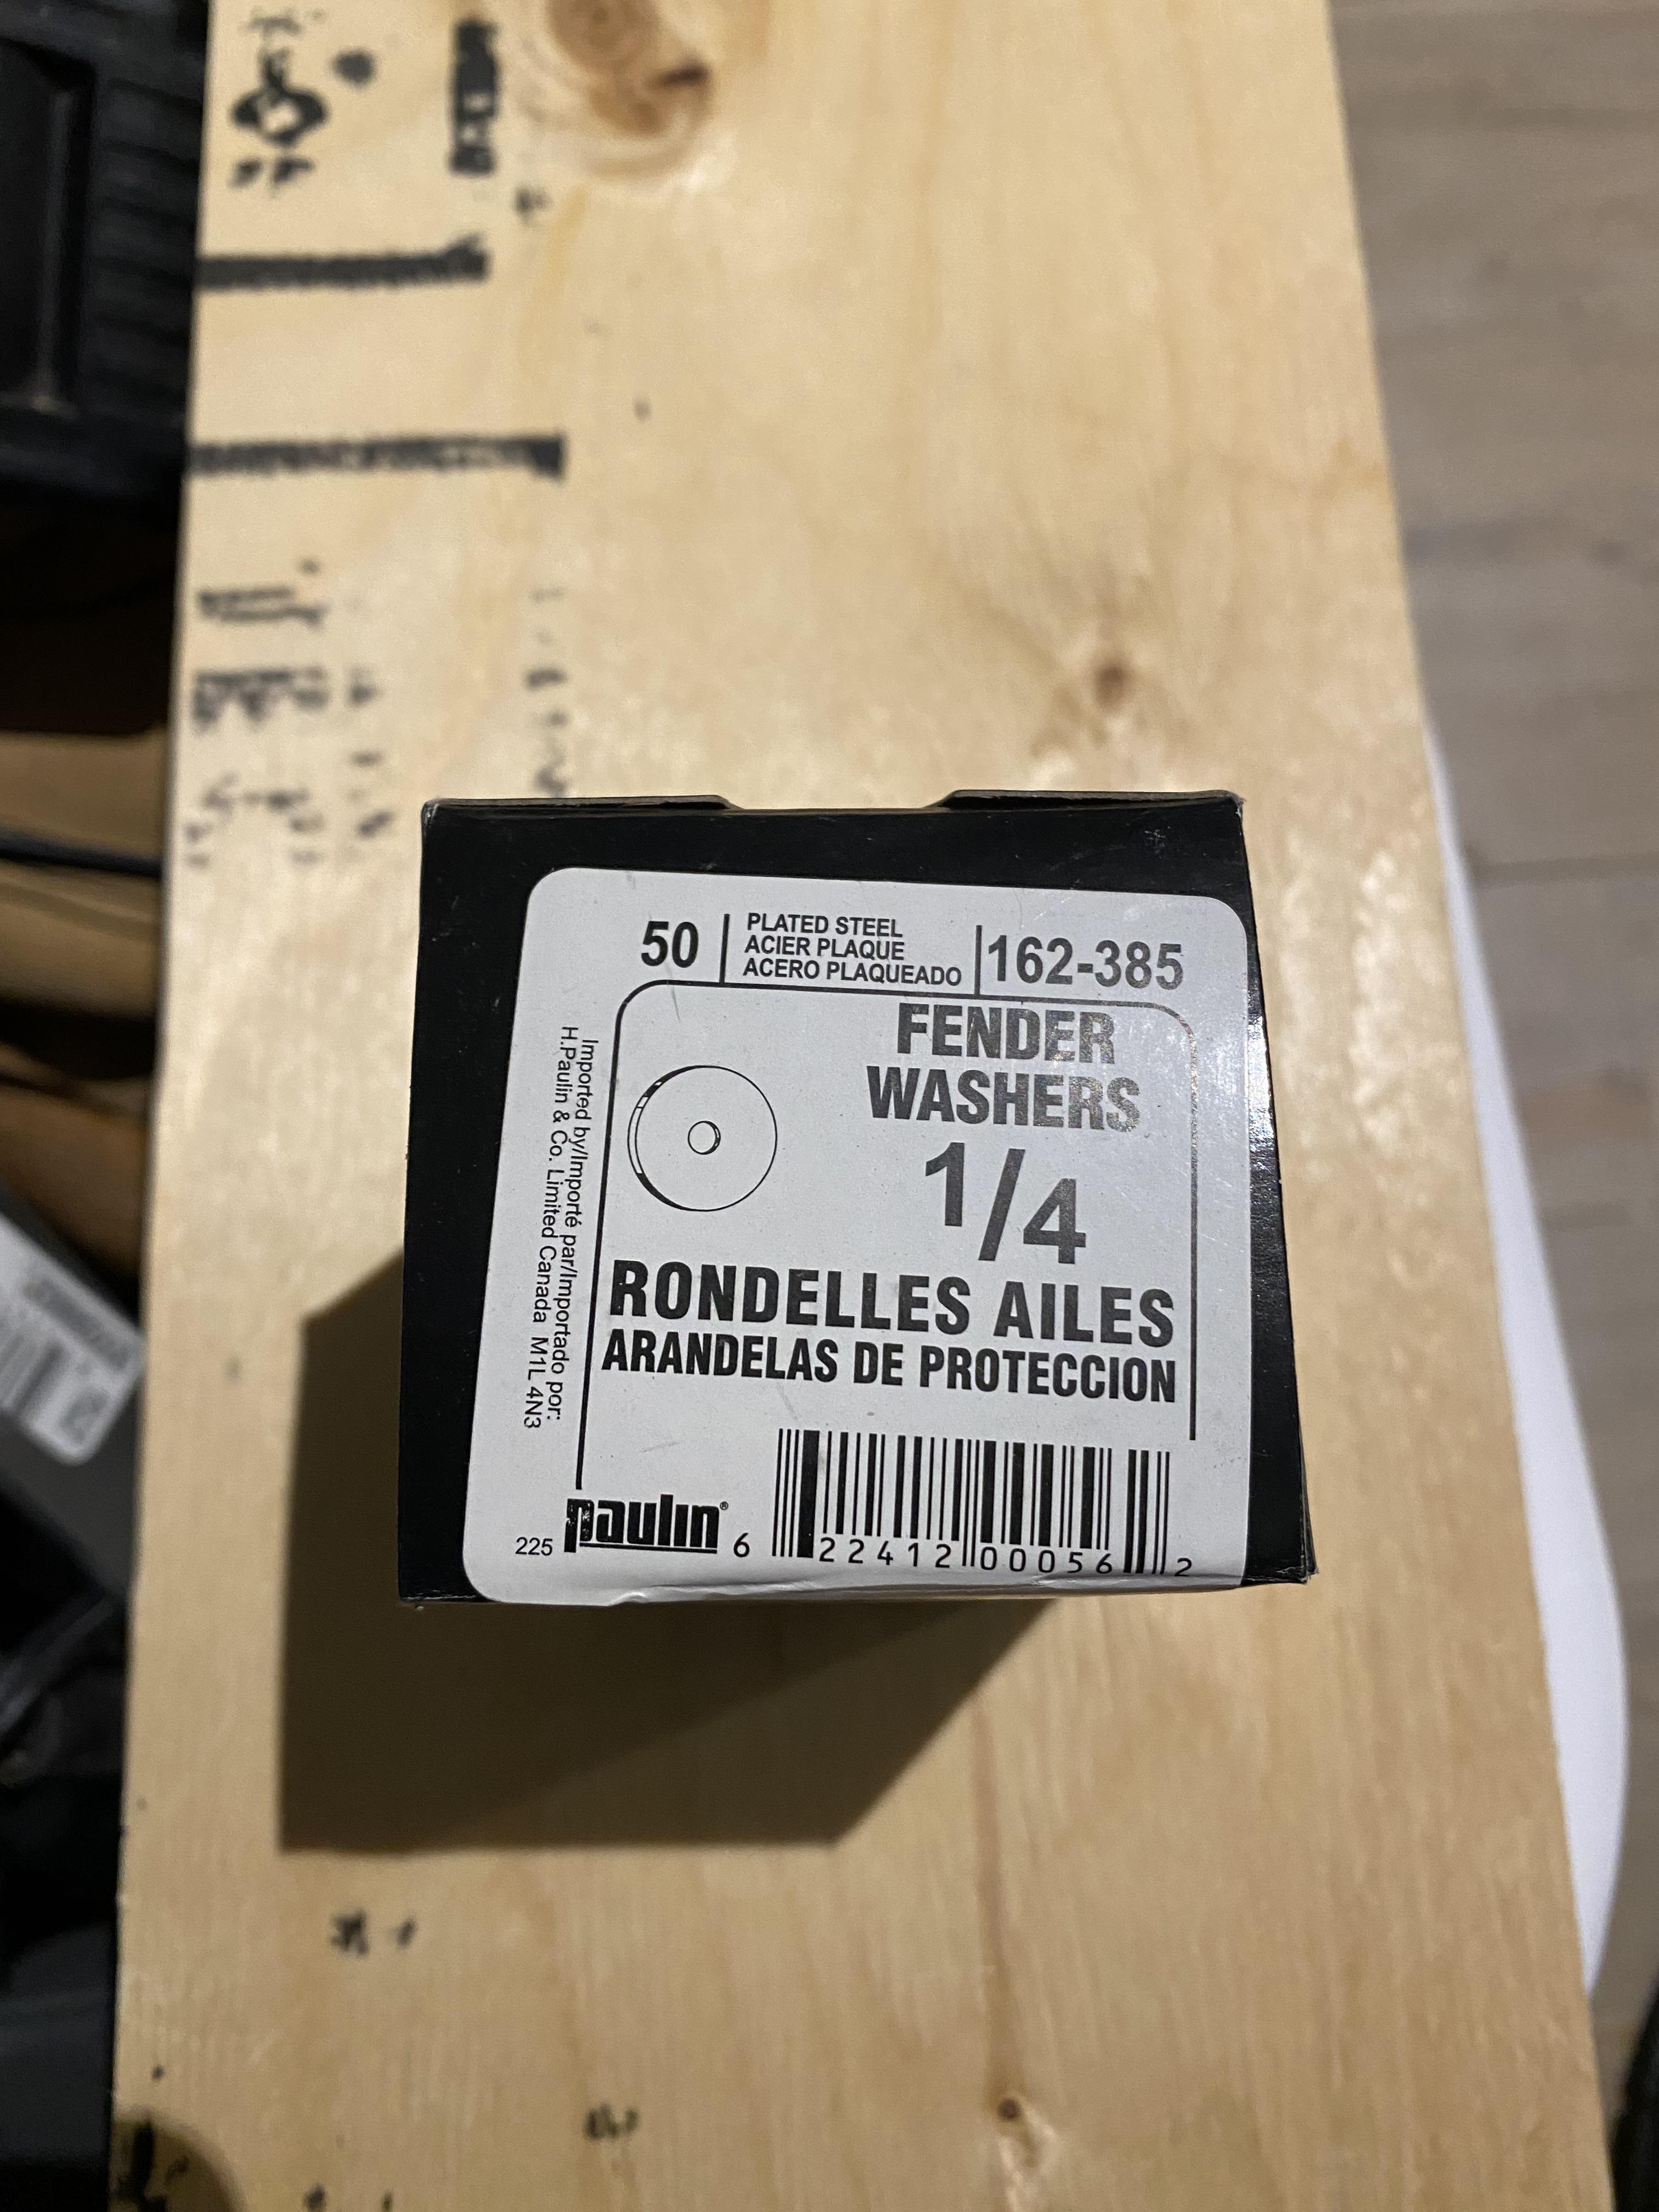 50
PLATED STEEL
ACIER PLAQUE
ACERO PLAQUEADO
162-385
FENDER
WASHERS
1/4
RONDELLES AILES
ARANDELAS DE PROTECCION
Imported by/Importé par/Importado por:
H.Paulin & Co. Limited Canada M1L 4N3
225
paulin®
6 22412 00056 2